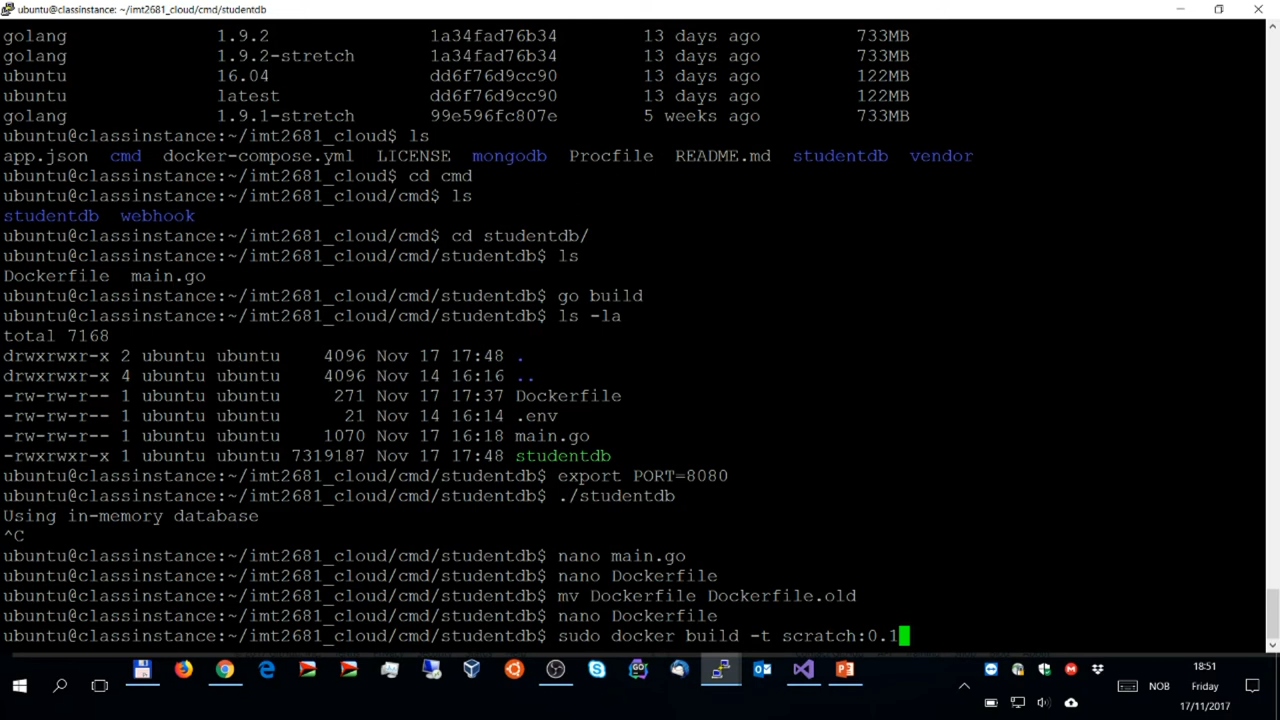 ubuntu@classinstance: ~/imt2681_cloud/cmd/studentdb
golang 1.9.2 1a34fad76b34 13 days ago 733MB
golang 1.9.2-stretch 1a34fad76b34 13 days ago 733MB
ubuntu 16.04 dd6f76d9cc90 13 days ago 122MB
ubuntu latest dd6f76d9cc90 13 days ago 122MB
golang 1.9.1-stretch 99e596fc807e 5 weeks ago 733MB
ubuntu@classinstance:~/imt2681_cloud$ ls
app.json cmd docker-compose.yml LICENSE mongodb Procfile README.md studentdb vendor
ubuntu@classinstance:~/imt2681_cloud$ cd cmd
ubuntu@classinstance:~/imt2681_cloud/cmd$ ls
studentdb webhook
ubuntu@classinstance:~/imt2681_cloud/cmd$ cd studentdb/
ubuntu@classinstance:~/imt2681_cloud/cmd/studentdb$ ls
Dockerfile main.go
ubuntu@classinstance:~/imt2681_cloud/cmd/studentdb$ go build
ubuntu@classinstance:~/imt2681_cloud/cmd/studentdb$ ls -la
total 7168
drwxrwxr-x 2 ubuntu ubuntu 4096 Nov 17 17:48 .
drwxrwxr-x 4 ubuntu ubuntu 4096 Nov 14 16:16 ..
-rw-rw-r-- 1 ubuntu ubuntu 271 Nov 17 17:37 Dockerfile
-rw-rw-r-- 1 ubuntu ubuntu 21 Nov 14 16:14 .env
-rw-rw-r-- 1 ubuntu ubuntu 1070 Nov 17 16:18 main.go
-rwxrwxr-x 1 ubuntu ubuntu 7319187 Nov 17 17:48 studentdb
ubuntu@classinstance:~/imt2681_cloud/cmd/studentdb$ export PORT=8080
ubuntu@classinstance:~/imt2681_cloud/cmd/studentdb$ ./studentdb
Using in-memory database
^C
ubuntu@classinstance:~/imt2681_cloud/cmd/studentdb$ nano main.go
ubuntu@classinstance:~/imt2681_cloud/cmd/studentdb$ nano Dockerfile
ubuntu@classinstance:~/imt2681_cloud/cmd/studentdb$ mv Dockerfile Dockerfile.old
ubuntu@classinstance:~/imt2681_cloud/cmd/studentdb$ nano Dockerfile
ubuntu@classinstance:~/imt2681_cloud/cmd/studentdb$ sudo docker build -t scratch:0.1
18:51
NOB Friday
17/11/2017